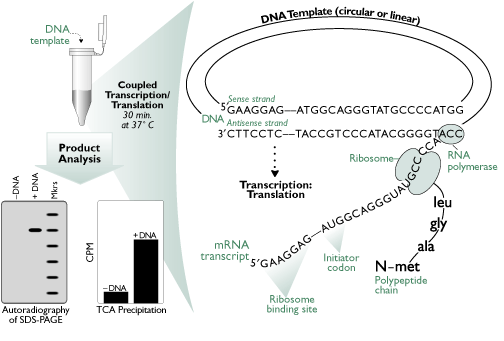 DNA
template
Coupled
Transcription/
Translation
30 min.
at 37° C
Product
Analysis
–DNA
+ DNA
Mkrs
Autoradiography
of SDS-PAGE
CPM
–DNA
+DNA
TCA Precipitation
DNA Template (circular or linear)
Sense strand
5'GAAGGAG––ATGGCAGGGTATGCCCCATGG
DNA
Antisense strand
3'CTTCCTC–TACCGTCCCATACGGGGTACC
Ribosome
RNA
polymerase
Transcription:
Translation
mRNA
transcript
5'GAAGGAG—AUGGCAGGGUAUGCCCCA
Initiator
codon
Ribosome
binding site
leu
gly
ala
N–met
Polypeptide
chain